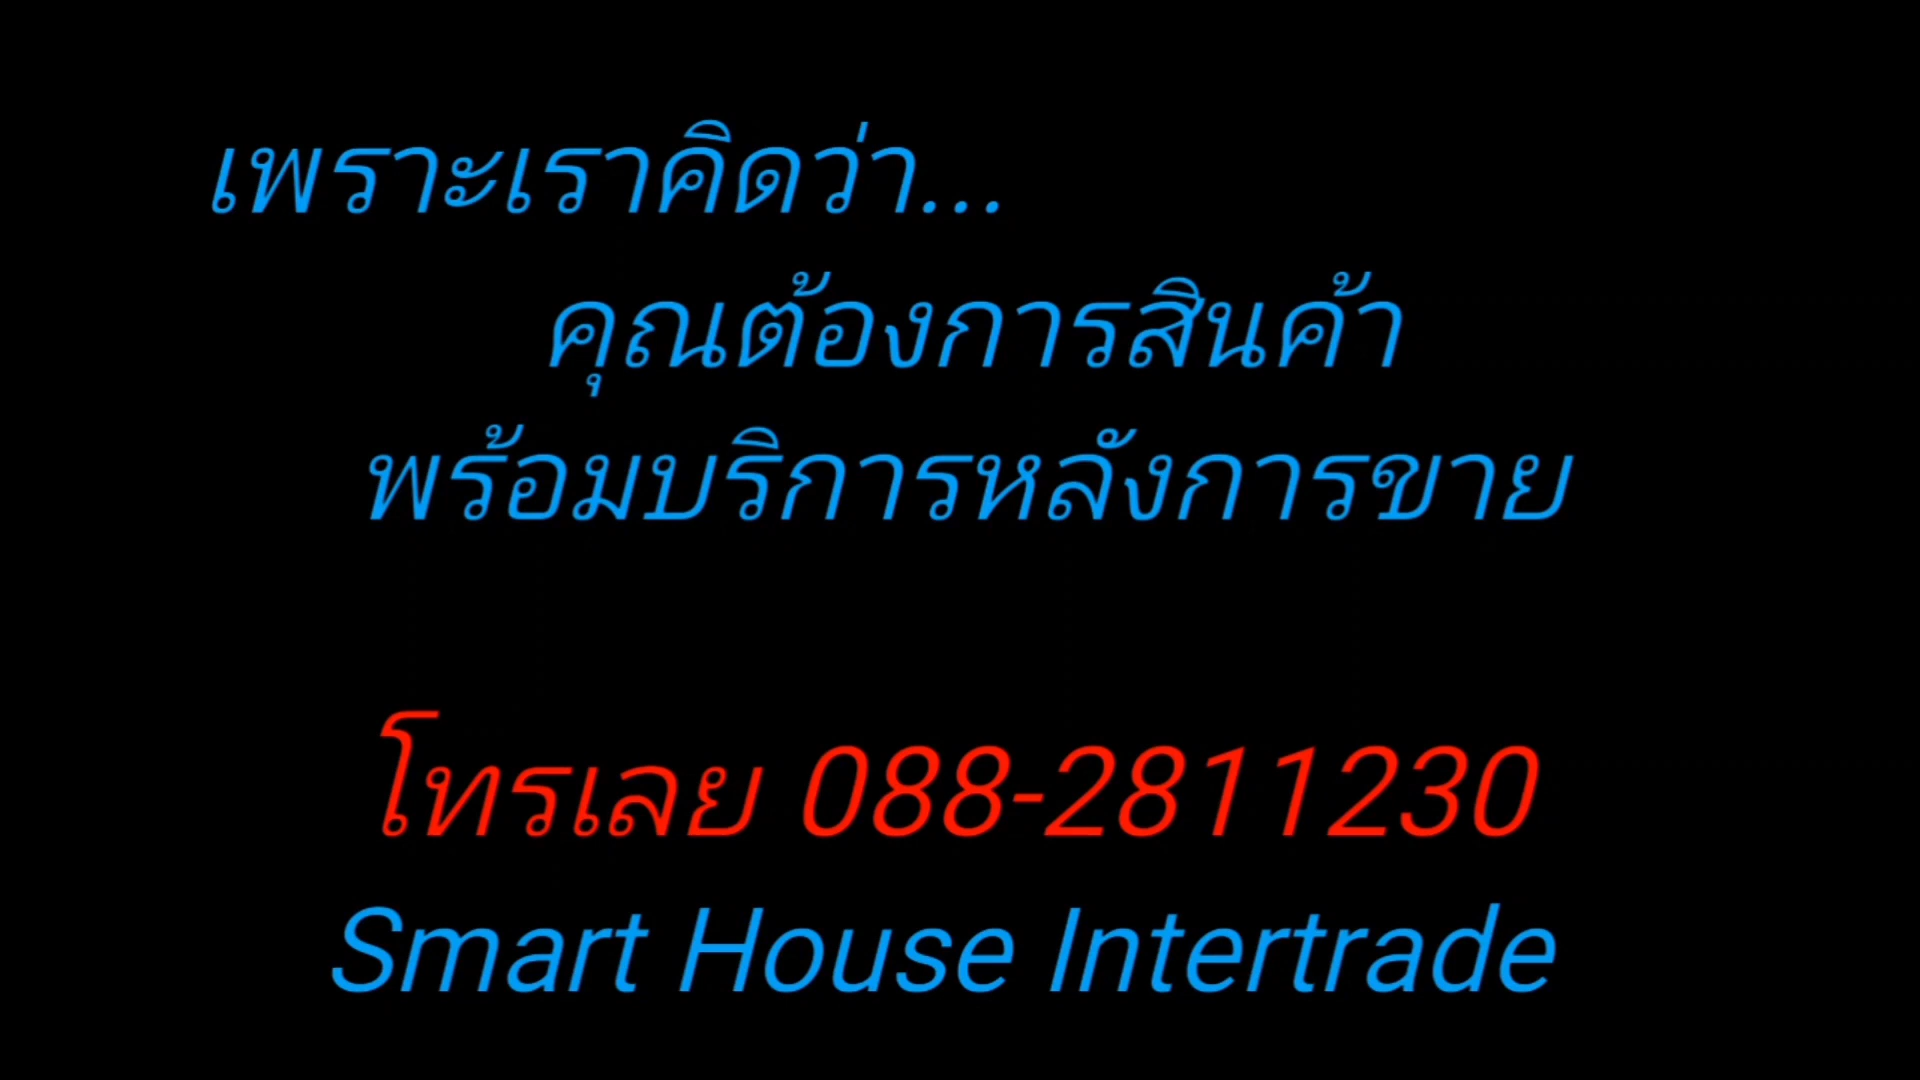 เพราะเราคิดว่า...
คุณต้องการสินค้า
พร้อมบริการหลังการขาย
โทรเลย 088-2811230
Smart House Intertrade